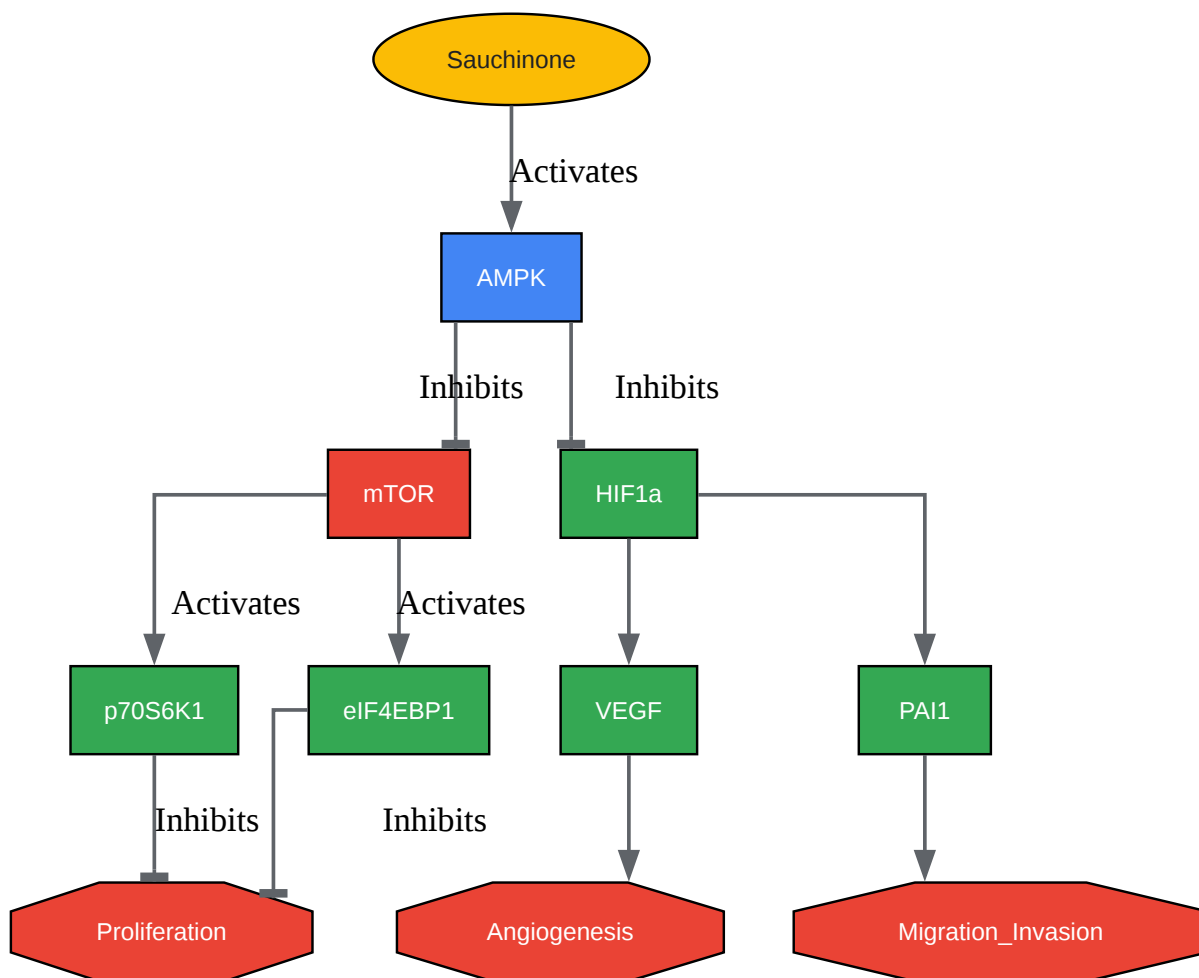 Sauchinone
Activates
AMPK
Inhibits
Inhibits
mTOR
HIF1a
Activates
Activates
p70S6K1
eIF4EBP1
VEGF
PAI1
Inhibits
Inhibits
Proliferation
Angiogenesis
Migration_Invasion